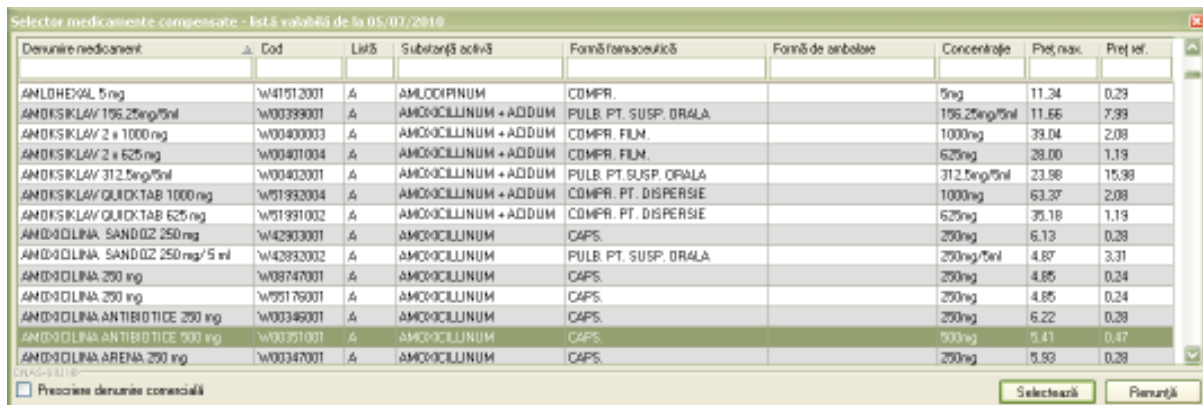 Selector medicamente compensate - listă valabilă de la 05/07/2010
Denumire medicament Cod Listă Substanţă activă Formă farmaceutică Formă de ambalare Concentraţie Preţ max. Preţ ref.
AMLOHEXAL 5 mg W41512001 A AMLODIPINUM COMPR. 5mg 11.34 0.29
AMOKSIKLAV 156.25mg/5ml W00399001 A AMOXICILLINUM + ACIDUM PULB. PT. SUSP. ORALA 156.25mg/5ml 11.66 7.99
AMOKSIKLAV 2 x 1000 mg W00400003 A AMOXICILLINUM + ACIDUM COMPR. FILM. 1000mg 39.04 2.08
AMOKSIKLAV 2 x 625 mg W00401004 A AMOXICILLINUM + ACIDUM COMPR. FILM. 625mg 28.00 1.19
AMOKSIKLAV 312.5mg/5ml W00402001 A AMOXICILLINUM + ACIDUM PULB. PT.SUSP. ORALA 312.5mg/5ml 23.98 15.98
AMOKSIKLAV QUICKTAB 1000 mg W51992004 A AMOXICILLINUM + ACIDUM COMPR. PT. DISPERSIE 1000mg 63.37 2.08
AMOKSIKLAV QUICKTAB 625 mg W51991002 A AMOXICILLINUM + ACIDUM COMPR. PT. DISPERSIE 625mg 35.18 1.19
AMOXICILINA SANDOZ 250 mg W42903001 A AMOXICILLINUM CAPS. 250mg 6.13 0.28
AMOXICILINA SANDOZ 250 mg/5 ml W42892002 A AMOXICILLINUM PULB. PT. SUSP. ORALA 250mg/5ml 4.87 3.31
AMOXICILINA 250 mg W08747001 A AMOXICILLINUM CAPS. 250mg 4.85 0.24
AMOXICILINA 250 mg W55176001 A AMOXICILLINUM CAPS. 250mg 4.85 0.24
AMOXICILINA ANTIBIOTICE 250 mg W00346001 A AMOXICILLINUM CAPS. 250mg 6.22 0.28
AMOXICILINA ANTIBIOTICE 500 mg W00351001 A AMOXICILLINUM CAPS. 500mg 5.41 0.47
AMOXICILINA ARENA 250 mg W00347001 A AMOXICILLINUM CAPS. 250mg 5.93 0.28
Prescriere denumire comercială Selectează Renunţă